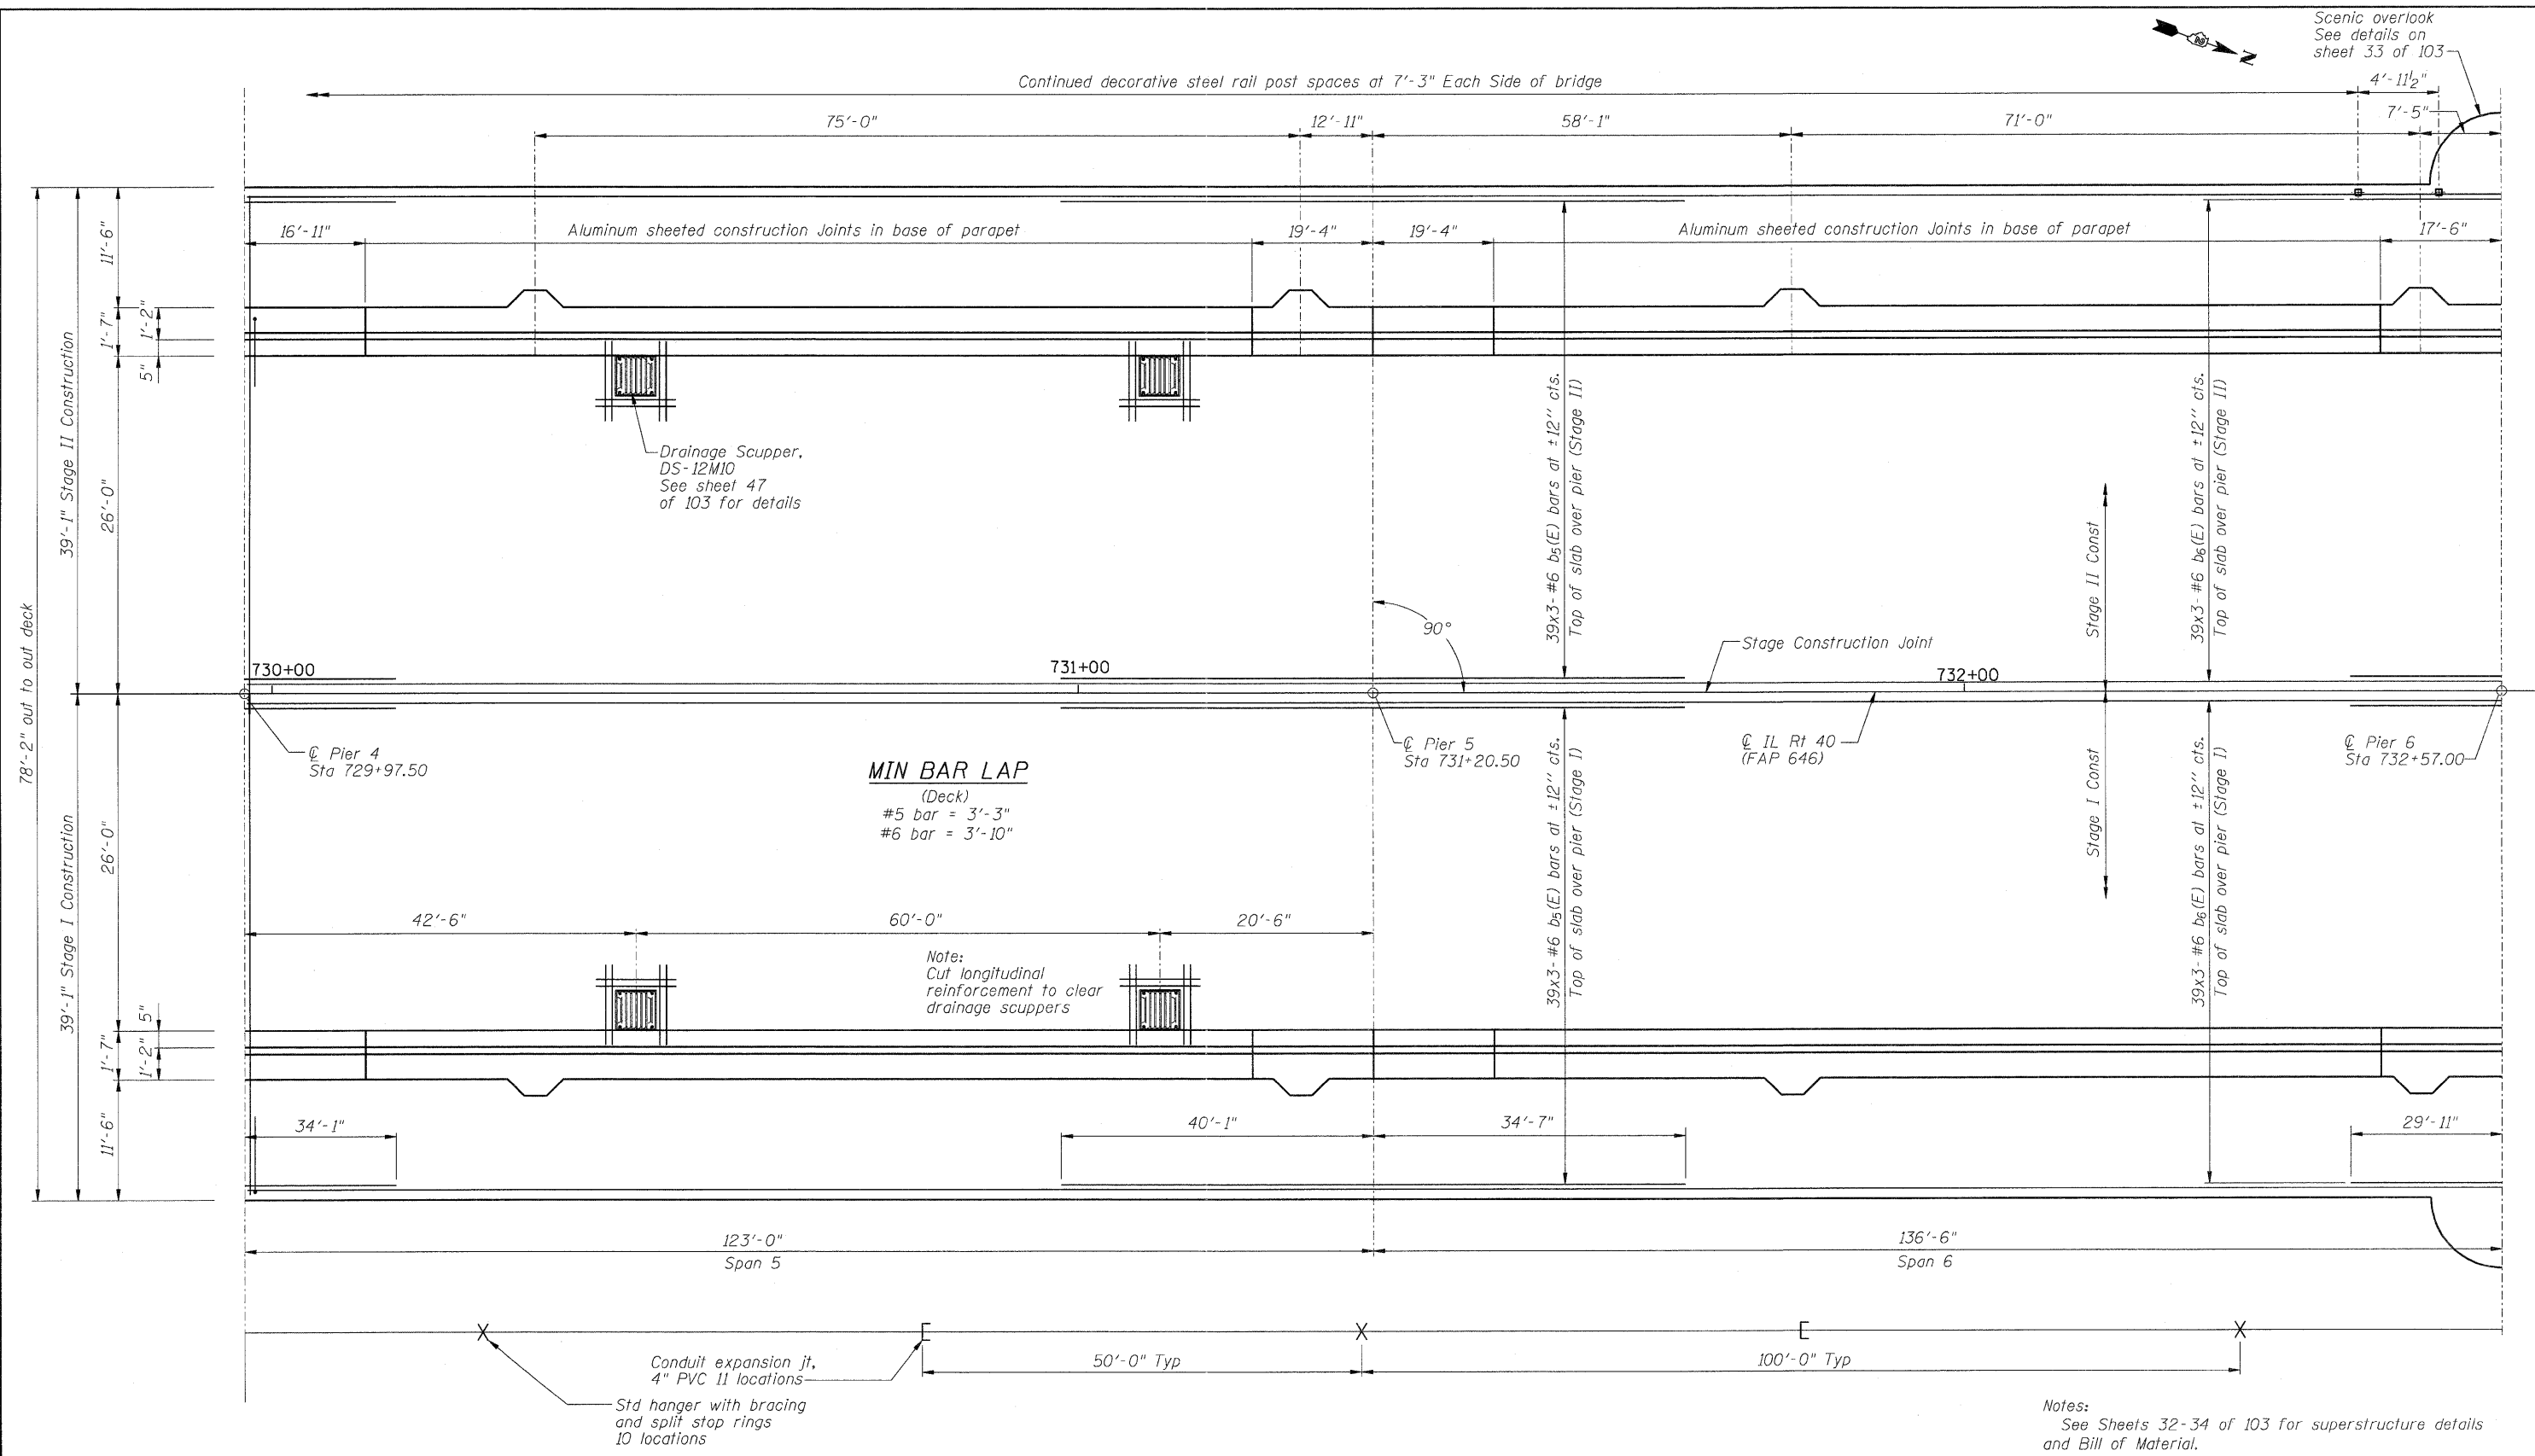 Scenic overlook
See details on
sheet 33 of 103
N
Continued decorative steel rail post spaces at 7'-3" Each Side of bridge
4'-11½"
7'-5"
75'-0"
12'-11"
58'-1"
71'-0"
16'-11"
Aluminum sheeted construction Joints in base of parapet
19'-4"
19'-4"
Aluminum sheeted construction Joints in base of parapet
17'-6"
78'-2" out to out deck
39'-1" Stage II Construction
11'-6"
1'-7"
1'-2"
5"
26'-0"
Drainage Scupper,
DS-12M10
See sheet 47
of 103 for details
39x3- #6 b5(E) bars at ±12" cts.
Top of slab over pier (Stage II)
39x3- #6 b6(E) bars at ±12" cts.
Top of slab over pier (Stage II)
Stage II Const
90°
Stage Construction Joint
730+00
731+00
732+00
℄ Pier 4
Sta 729+97.50
℄ Pier 5
Sta 731+20.50
℄ IL Rt 40
(FAP 646)
℄ Pier 6
Sta 732+57.00
MIN BAR LAP
(Deck)
#5 bar = 3'-3"
#6 bar = 3'-10"
39'-1" Stage I Construction
26'-0"
5"
1'-7"
1'-2"
11'-6"
Stage I Const
39x3- #6 b5(E) bars at ±12" cts.
Top of slab over pier (Stage I)
39x3- #6 b6(E) bars at ±12" cts.
Top of slab over pier (Stage I)
42'-6"
60'-0"
20'-6"
Note:
Cut longitudinal
reinforcement to clear
drainage scuppers
34'-1"
40'-1"
34'-7"
29'-11"
123'-0"
Span 5
136'-6"
Span 6
X
E
X
E
X
Conduit expansion jt,
4" PVC 11 locations
50'-0" Typ
100'-0" Typ
Std hanger with bracing
and split stop rings
10 locations
Notes:
See Sheets 32-34 of 103 for superstructure details
and Bill of Material.